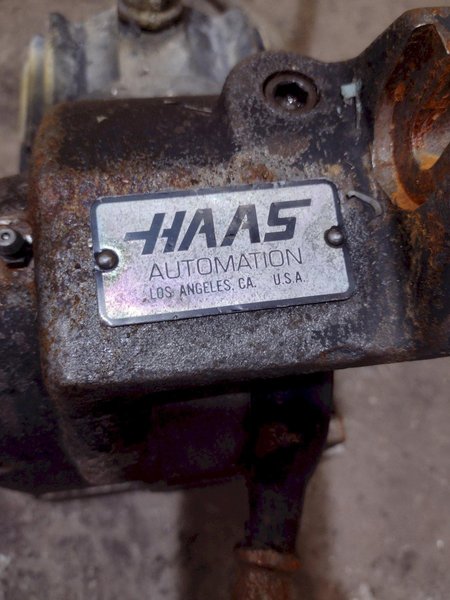 HAAS
AUTOMATION
LOS ANGELES, CA. U.S.A.